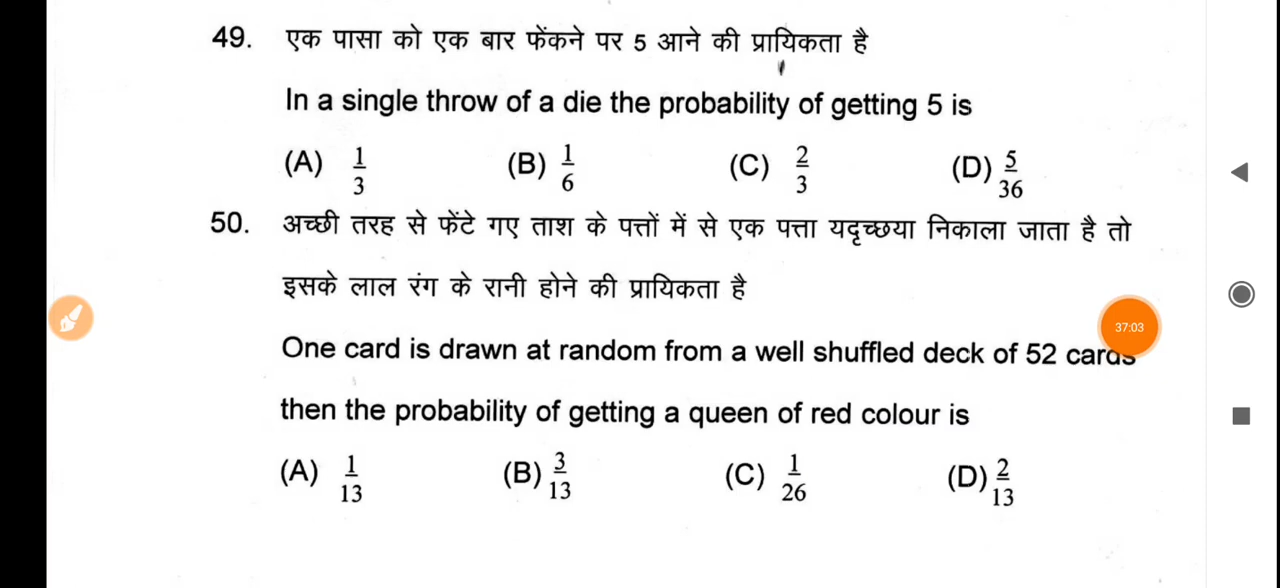 49. एक पासा को एक बार फेंकने पर 5 आने की प्रायिकता है
In a single throw of a die the probability of getting 5 is
(A) 1/3 (B) 1/6 (C) 2/3 (D) 5/36
50. अच्छी तरह से फेंटे गए ताश के पत्तों में से एक पत्ता यदृच्छया निकाला जाता है तो
इसके लाल रंग के रानी होने की प्रायिकता है
37:03
One card is drawn at random from a well shuffled deck of 52 cards
then the probability of getting a queen of red colour is
(A) 1/13 (B) 3/13 (C) 1/26 (D) 2/13